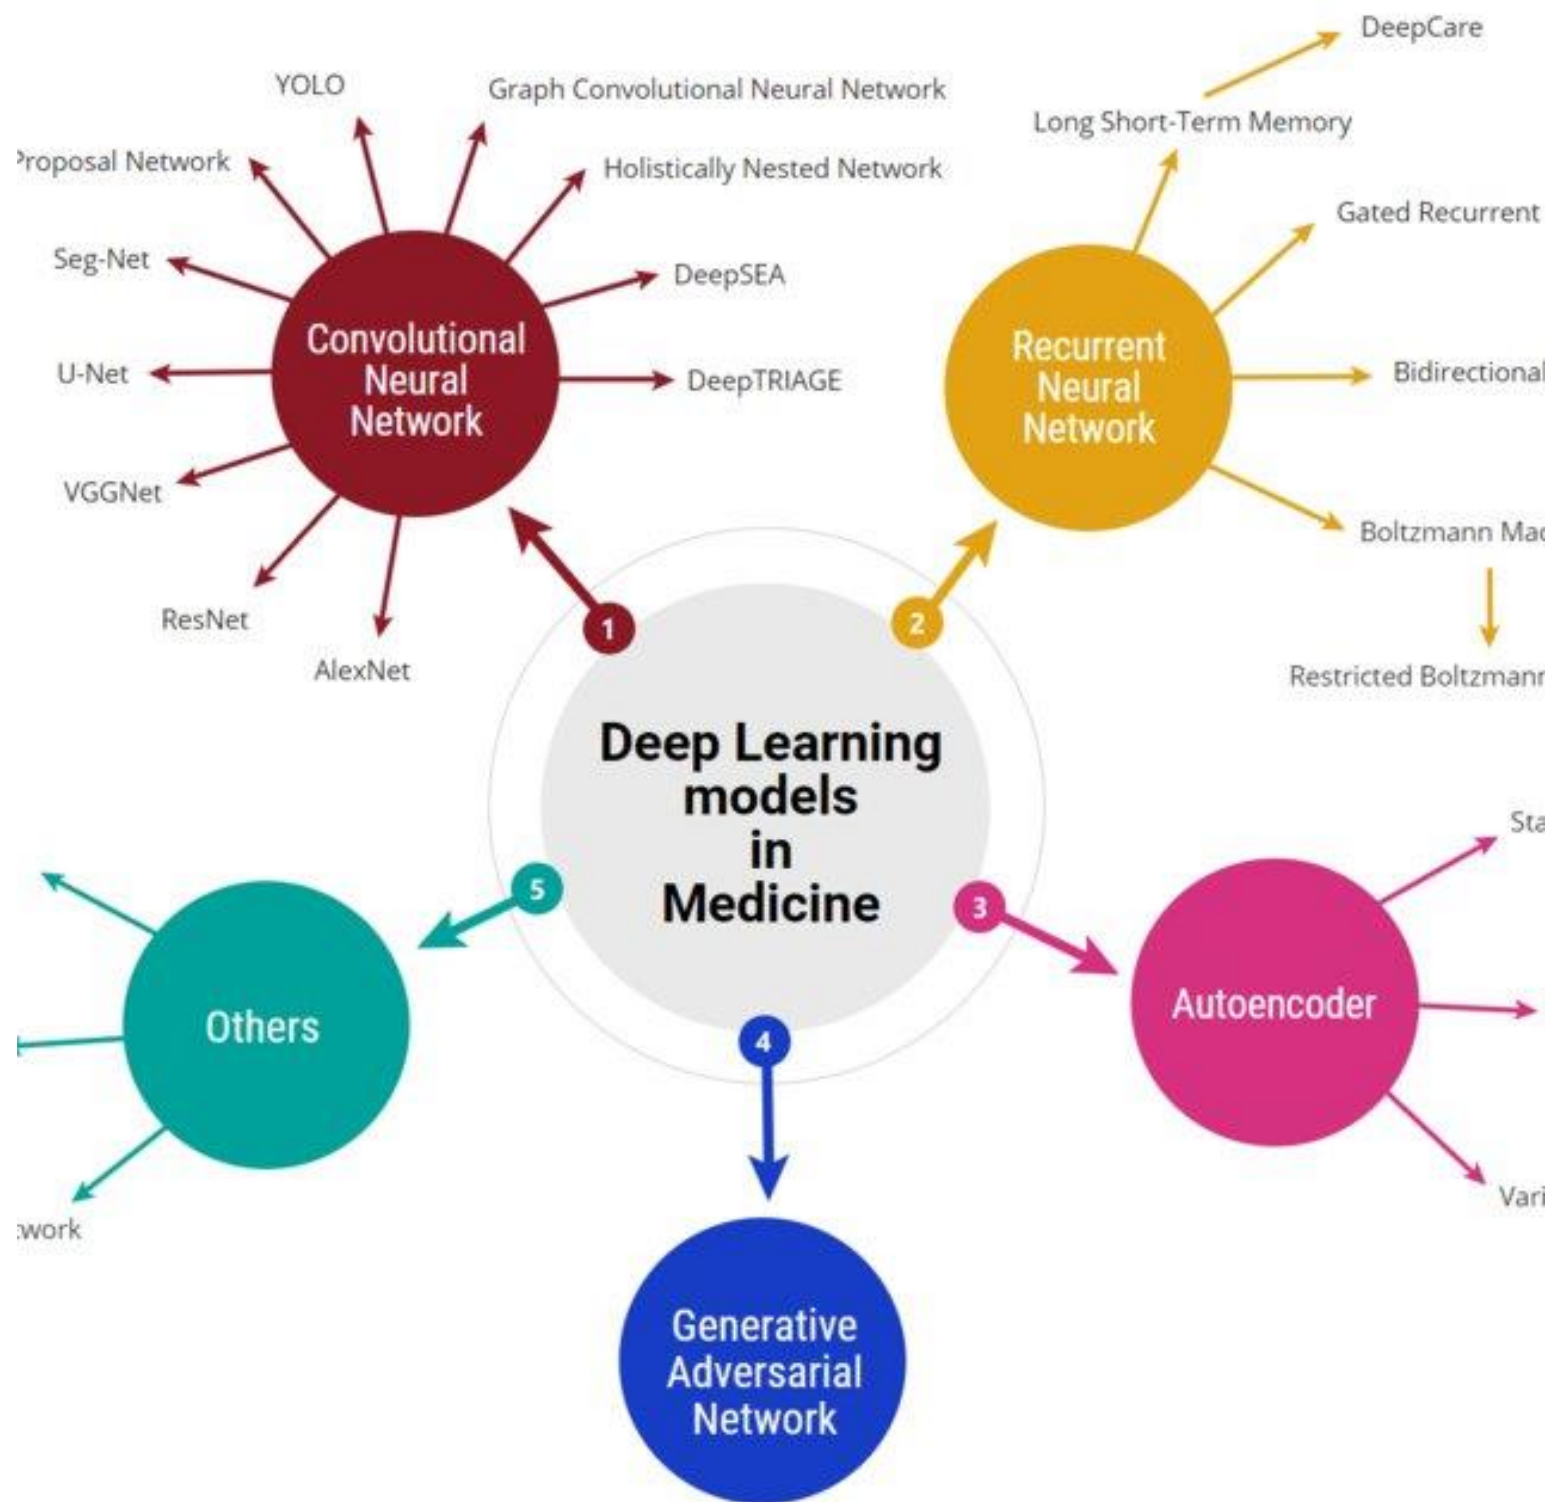 DeepCare
YOLO
Graph Convolutional Neural Network
Long Short-Term Memory
Proposal Network
Holistically Nested Network
Gated Recurrent
Seg-Net
DeepSEA
Convolutional
Neural
Network
Recurrent
Neural
Network
U-Net
DeepTRIAGE
Bidirectional
VGGNet
Boltzmann
ResNet
1
2
AlexNet
Restricted Boltzmann
Deep Learning
models
in
Medicine
5
3
Others
Autoencoder
4
Generative
Adversarial
Network